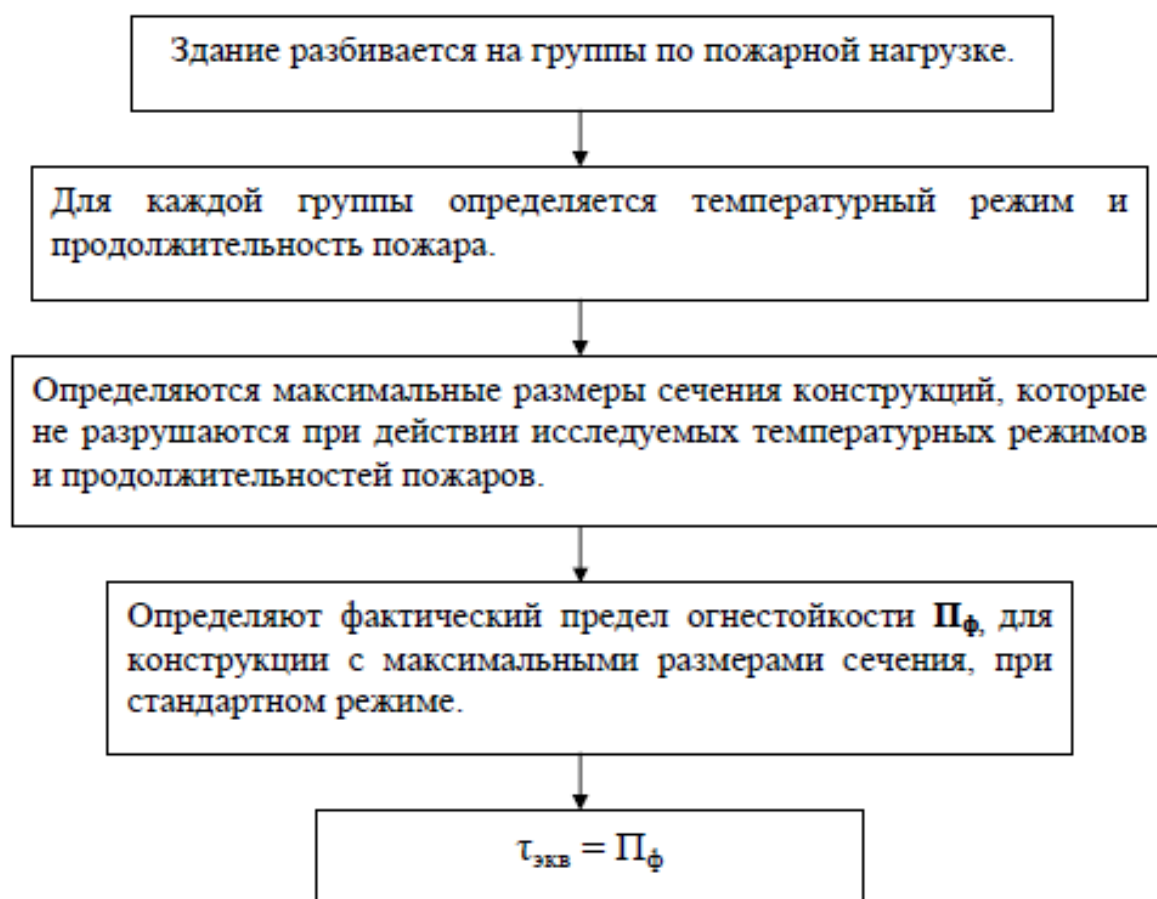 Здание разбивается на группы по пожарной нагрузке.
Для каждой группы определяется температурный режим и
продолжительность пожара.
Определяются максимальные размеры сечения конструкций, которые
не разрушаются при действии исследуемых температурных режимов
и продолжительностей пожаров.
Определяют фактический предел огнестойкости Пф, для
конструкции с максимальными размерами сечения, при
стандартном режиме.
τэкв = Пф